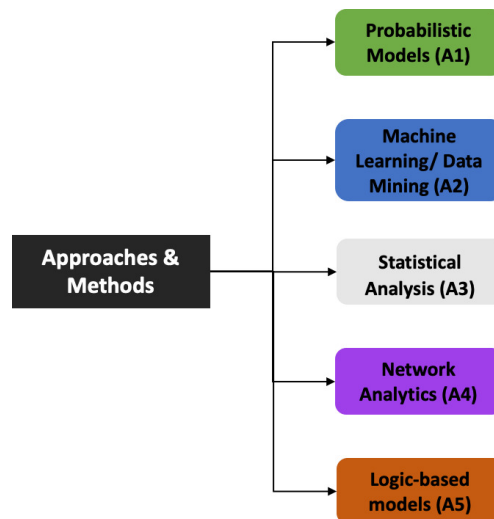 Probabilistic
Models (A1)
Machine
Learning/ Data
Mining (A2)
Approaches &
Methods
Statistical
Analysis (A3)
Network
Analytics (A4)
Logic-based
models (A5)